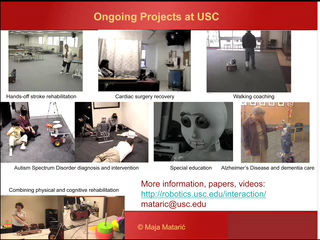 Ongoing Projects at USC
Hands-off stroke rehabilitation
Cardiac surgery recovery
Walking coaching
Autism Spectrum Disorder diagnosis and intervention
Special education
Alzheimer's Disease and dementia care
Combining physical and cognitive rehabilitation
More information, papers, videos:
http://robotics.usc.edu/interaction/
mataric@usc.edu
© Maja Matarić